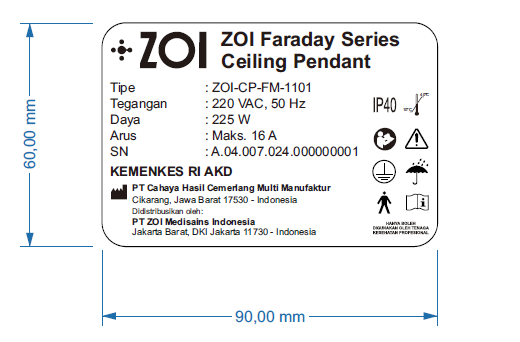 ZOI
ZOI Faraday Series
Ceiling Pendant
Tipe : ZOI-CP-FM-1101
Tegangan : 220 VAC, 50 Hz
Daya : 225 W
Arus : Maks. 16 A
SN : A.04.007.024.000000001
IP40
KEMENKES RI AKD
PT Cahaya Hasil Cemerlang Multi Manufaktur
Cikarang, Jawa Barat 17530 - Indonesia
Didistribusikan oleh:
PT ZOI Medisains Indonesia
Jakarta Barat, DKI Jakarta 11730 - Indonesia
HANYA BOLEH
DIGUNAKAN OLEH TENAGA
KESEHATAN PROFESIONAL
60,00 mm
90,00 mm